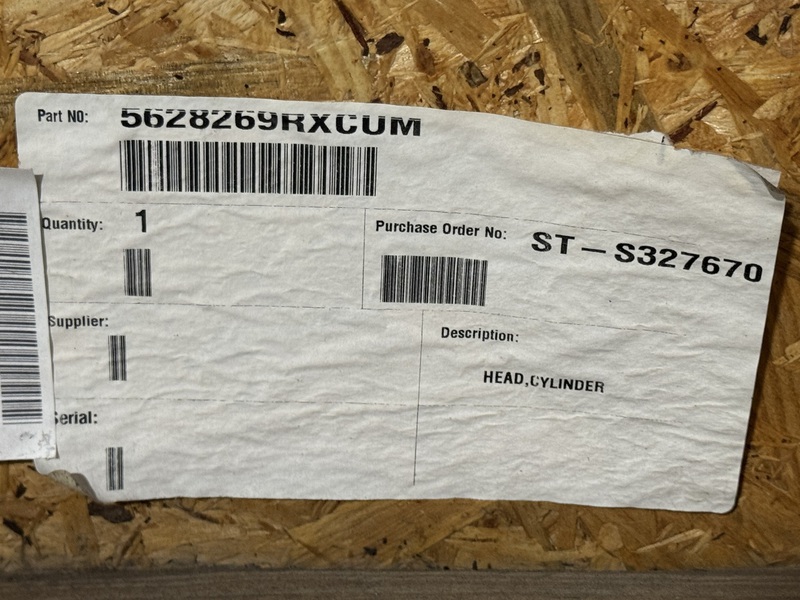 Part NO: 5628269RXCUM
Quantity: 1
Purchase Order No: ST-S327670
Supplier:
Description:
HEAD,CYLINDER
Serial: